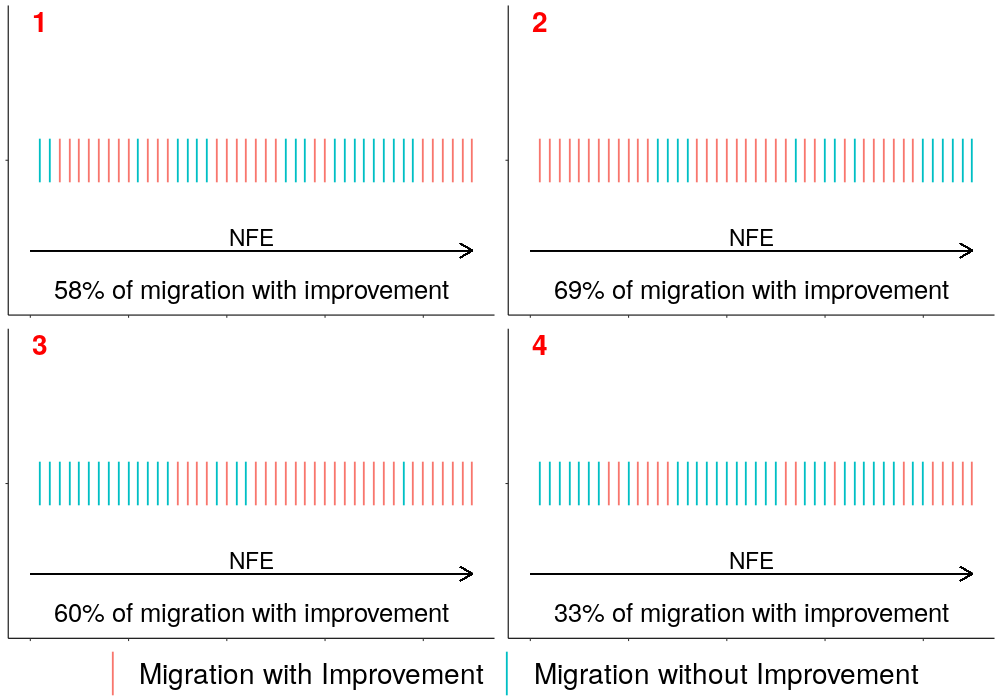 1
NFE
58% of migration with improvement
2
NFE
69% of migration with improvement
3
NFE
60% of migration with improvement
4
NFE
33% of migration with improvement
Migration with Improvement
Migration without Improvement